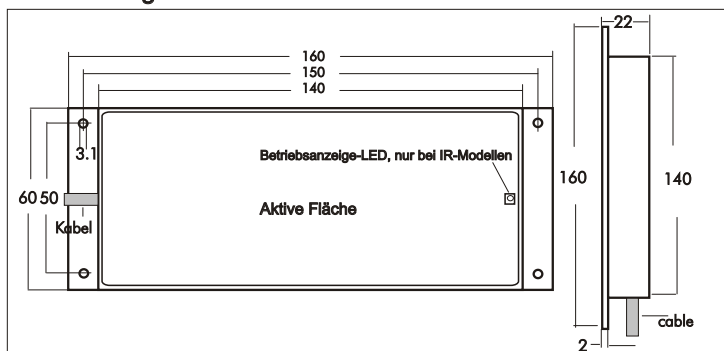 160
22
150
140
3.1
Betriebsanzeige-LED, nur bei IR-Modellen
60 50
160
140
Aktive Fläche
Kabel
cable
2